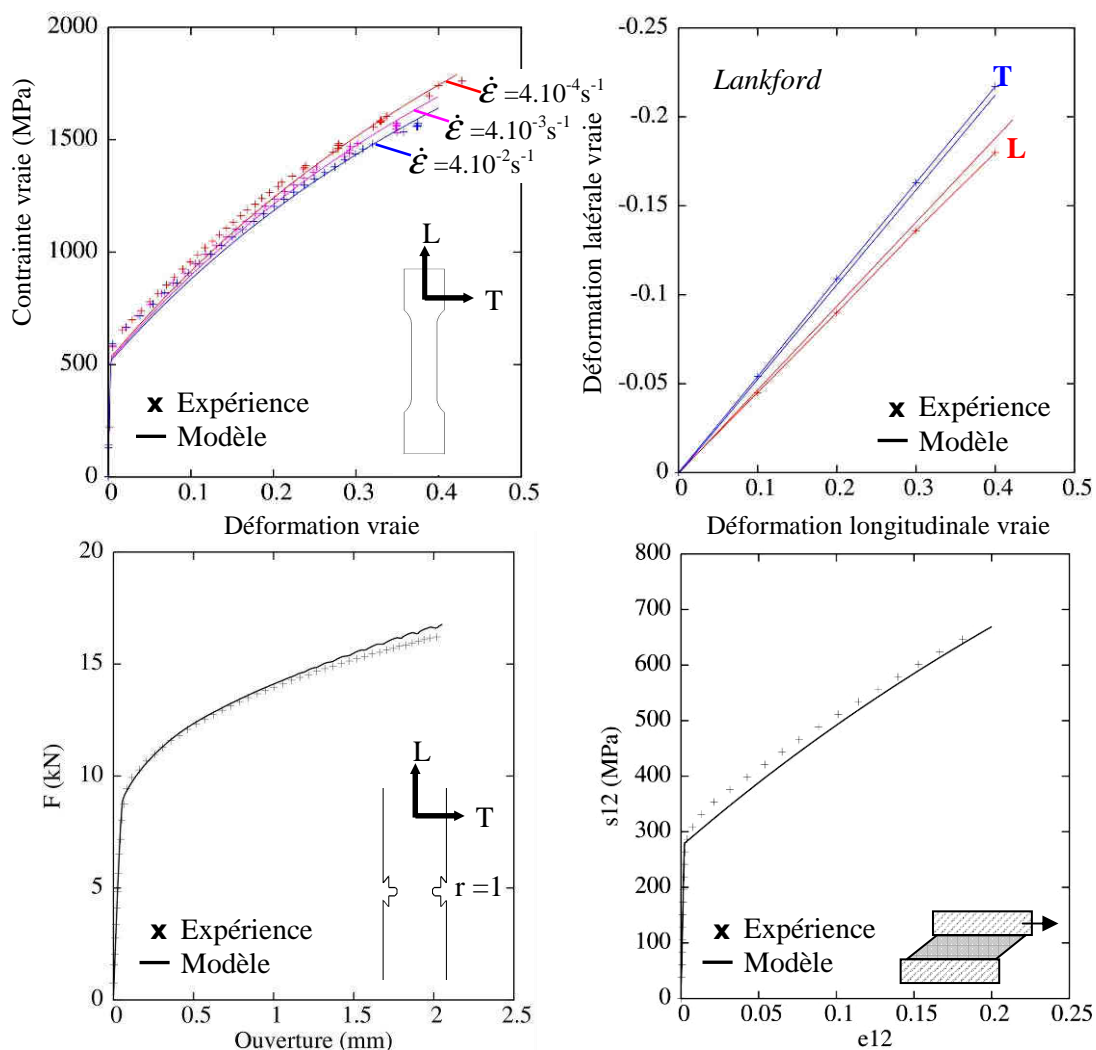 2000
1500
1000
500
0
Contrainte vraie (MPa)
ε̇ =4.10⁻⁴s⁻¹
ε̇ =4.10⁻³s⁻¹
ε̇ =4.10⁻²s⁻¹
L
T
x Expérience
Modèle
0 0.1 0.2 0.3 0.4 0.5
Déformation vraie
-0.25
-0.2
-0.15
-0.1
-0.05
0
Déformation latérale vraie
Lankford
T
L
x Expérience
Modèle
0 0.1 0.2 0.3 0.4 0.5
Déformation longitudinale vraie
20
15
10
5
0
F (kN)
L
T
r =1
x Expérience
Modèle
0 0.5 1 1.5 2 2.5
Ouverture (mm)
800
700
600
500
400
300
200
100
0
s12 (MPa)
x Expérience
Modèle
0 0.05 0.1 0.15 0.2 0.25
e12